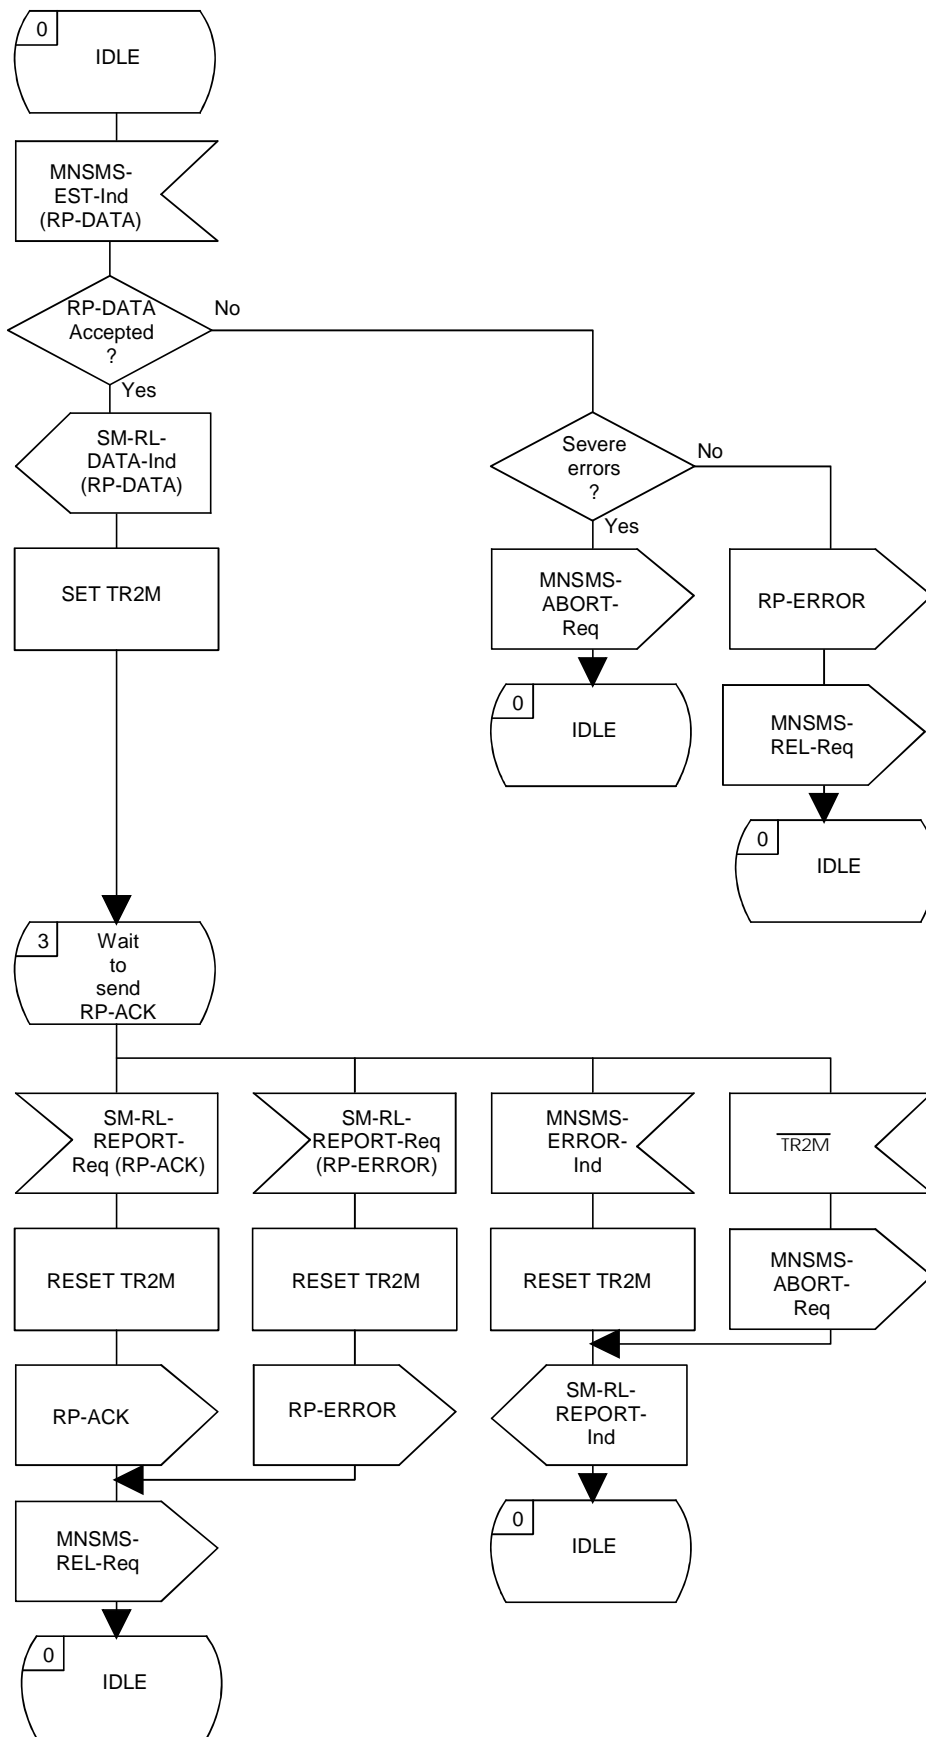 0
IDLE
MNSMS-
EST-Ind
(RP-DATA)
RP-DATA
Accepted
?
No
Yes
SM-RL-
DATA-Ind
(RP-DATA)
Severe
errors
?
No
Yes
SET TR2M
MNSMS-
ABORT-
Req
RP-ERROR
0
IDLE
MNSMS-
REL-Req
0
IDLE
3
Wait
to
send
RP-ACK
SM-RL-
REPORT-
Req (RP-ACK)
SM-RL-
REPORT-Req
(RP-ERROR)
MNSMS-
ERROR-
Ind
TR2M
RESET TR2M
RESET TR2M
RESET TR2M
MNSMS-
ABORT-
Req
RP-ACK
RP-ERROR
SM-RL-
REPORT-
Ind
MNSMS-
REL-Req
0
IDLE
0
IDLE